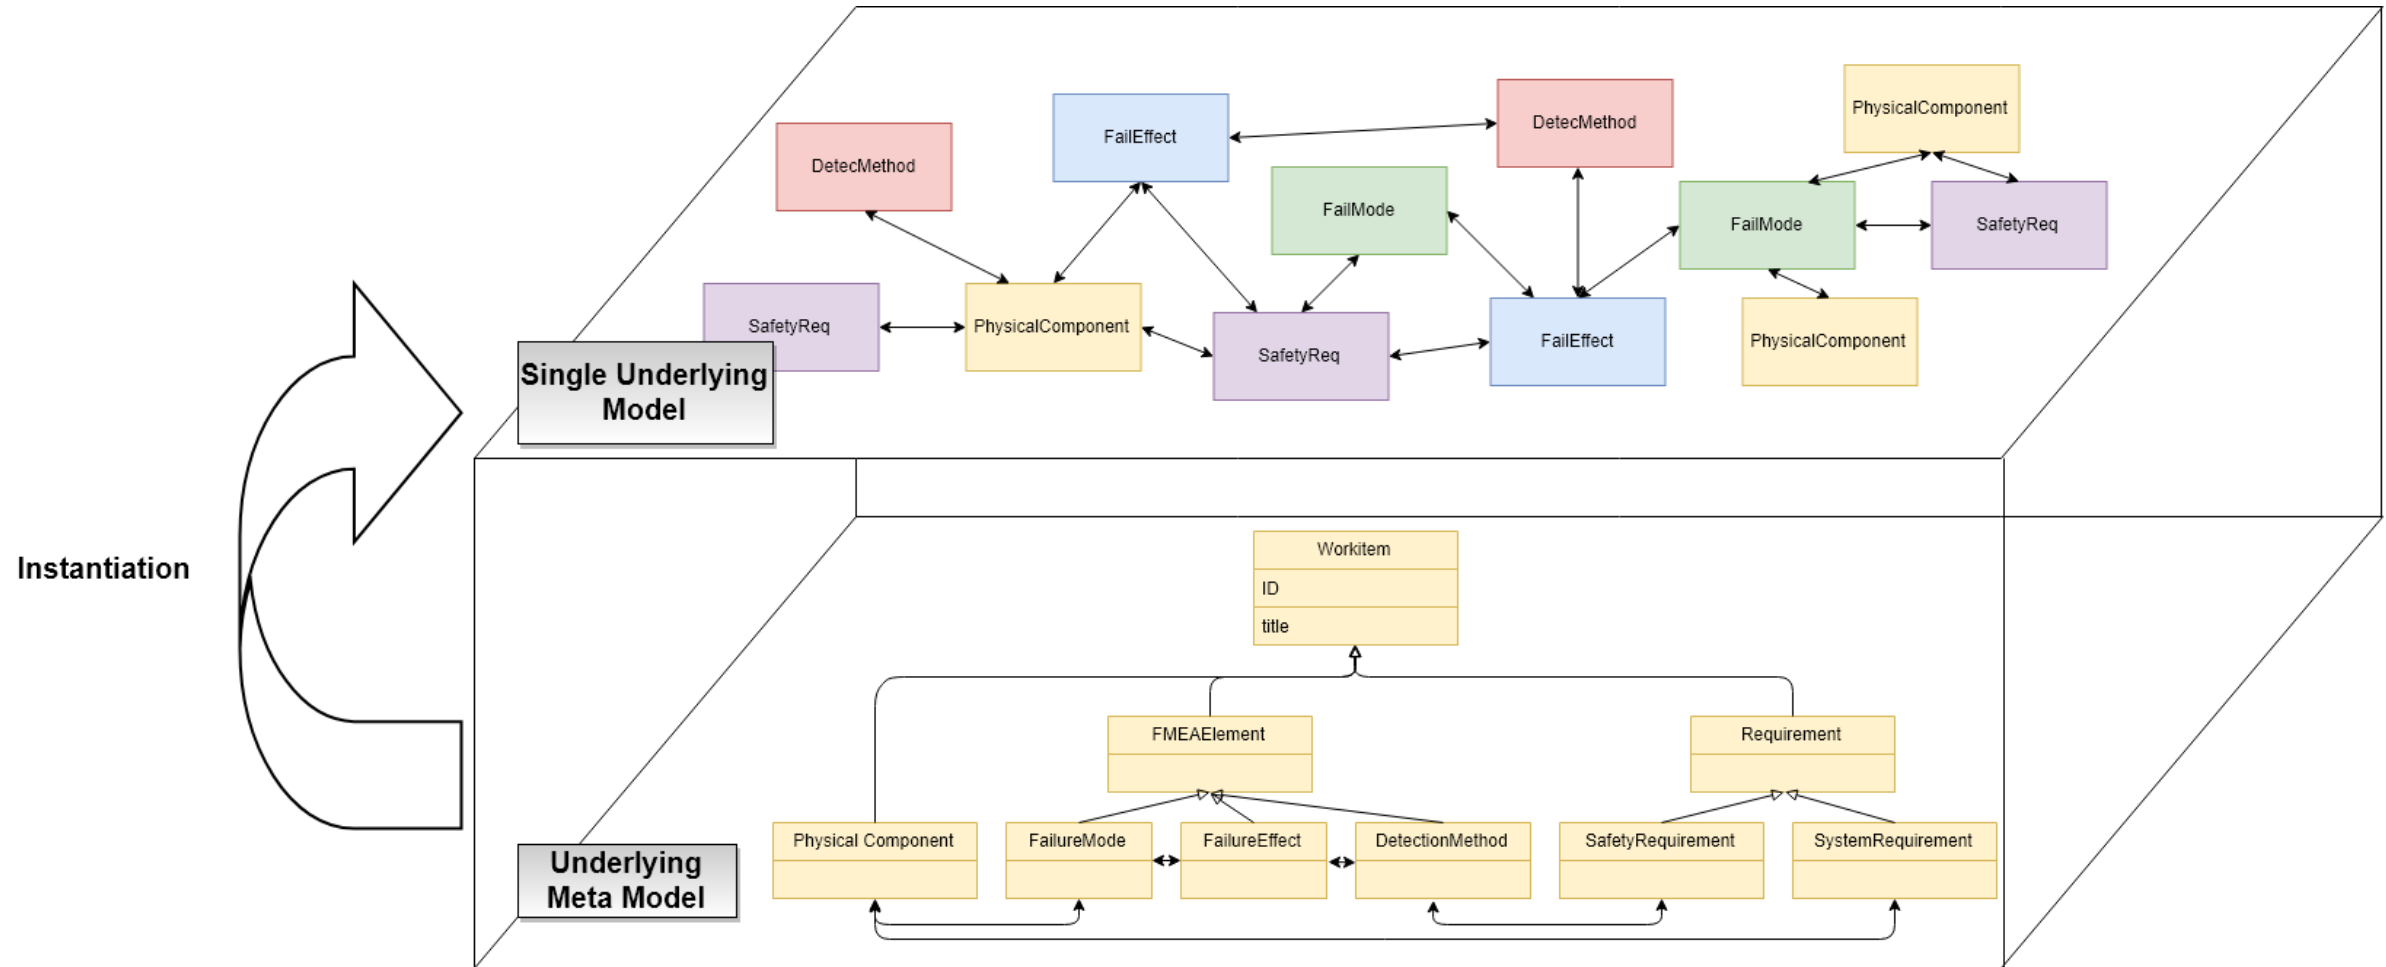 PhysicalComponent
DetecMethod
FailEffect
DetecMethod
FailMode
FailMode
SafetyReq
SafetyReq
PhysicalComponent
SafetyReq
FailEffect
PhysicalComponent
Single Underlying
Model
Instantiation
Workitem
ID
title
FMEAElement
Requirement
Physical Component
FailureMode
FailureEffect
DetectionMethod
SafetyRequirement
SystemRequirement
Underlying
Meta Model